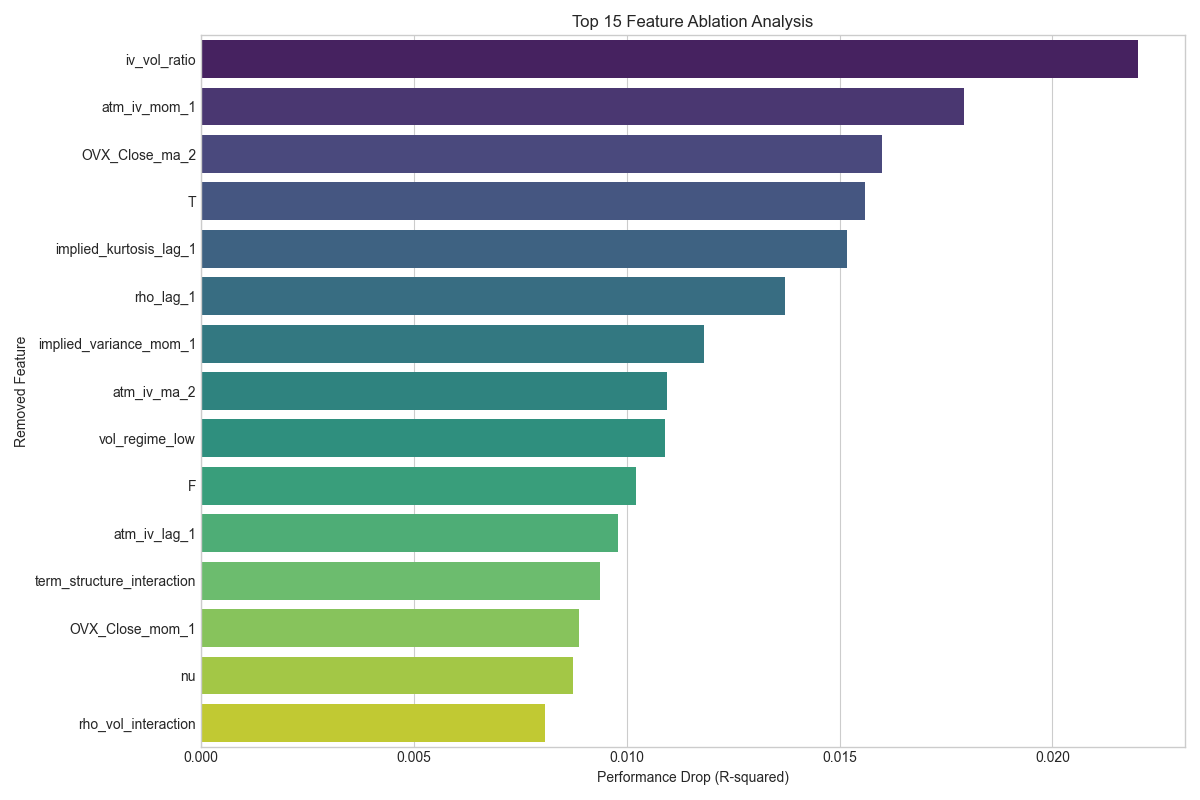 Top 15 Feature Ablation Analysis
Removed Feature
iv_vol_ratio
atm_iv_mom_1
OVX_Close_ma_2
T
implied_kurtosis_lag_1
rho_lag_1
implied_variance_mom_1
atm_iv_ma_2
vol_regime_low
F
atm_iv_lag_1
term_structure_interaction
OVX_Close_mom_1
nu
rho_vol_interaction
0.000 0.005 0.010 0.015 0.020
Performance Drop (R-squared)